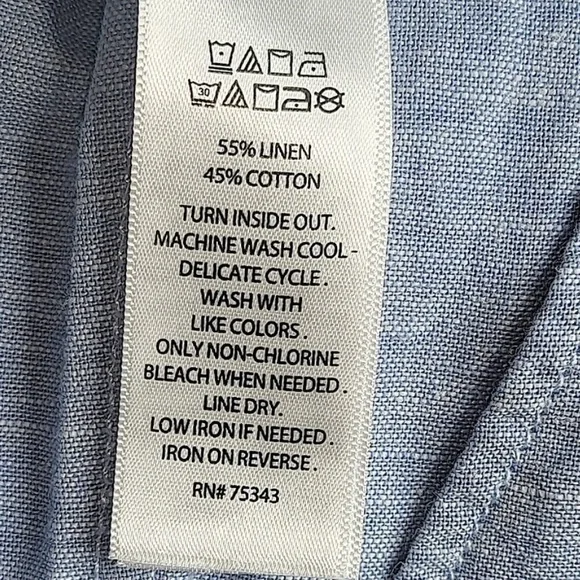 30
55% LINEN
45% COTTON
TURN INSIDE OUT.
MACHINE WASH COOL -
DELICATE CYCLE .
WASH WITH
LIKE COLORS .
ONLY NON-CHLORINE
BLEACH WHEN NEEDED .
LINE DRY.
LOW IRON IF NEEDED .
IRON ON REVERSE .
RN# 75343